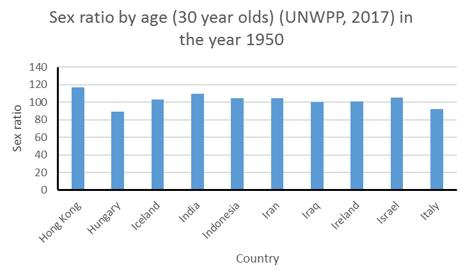 Sex ratio by age (30 year olds) (UNWPP, 2017) in
the year 1950
140
120
100
80
60
40
20
0
Sex ratio
Hong Kong
Hungary
Iceland
India
Indonesia
Iran
Iraq
Ireland
Israel
Italy
Country